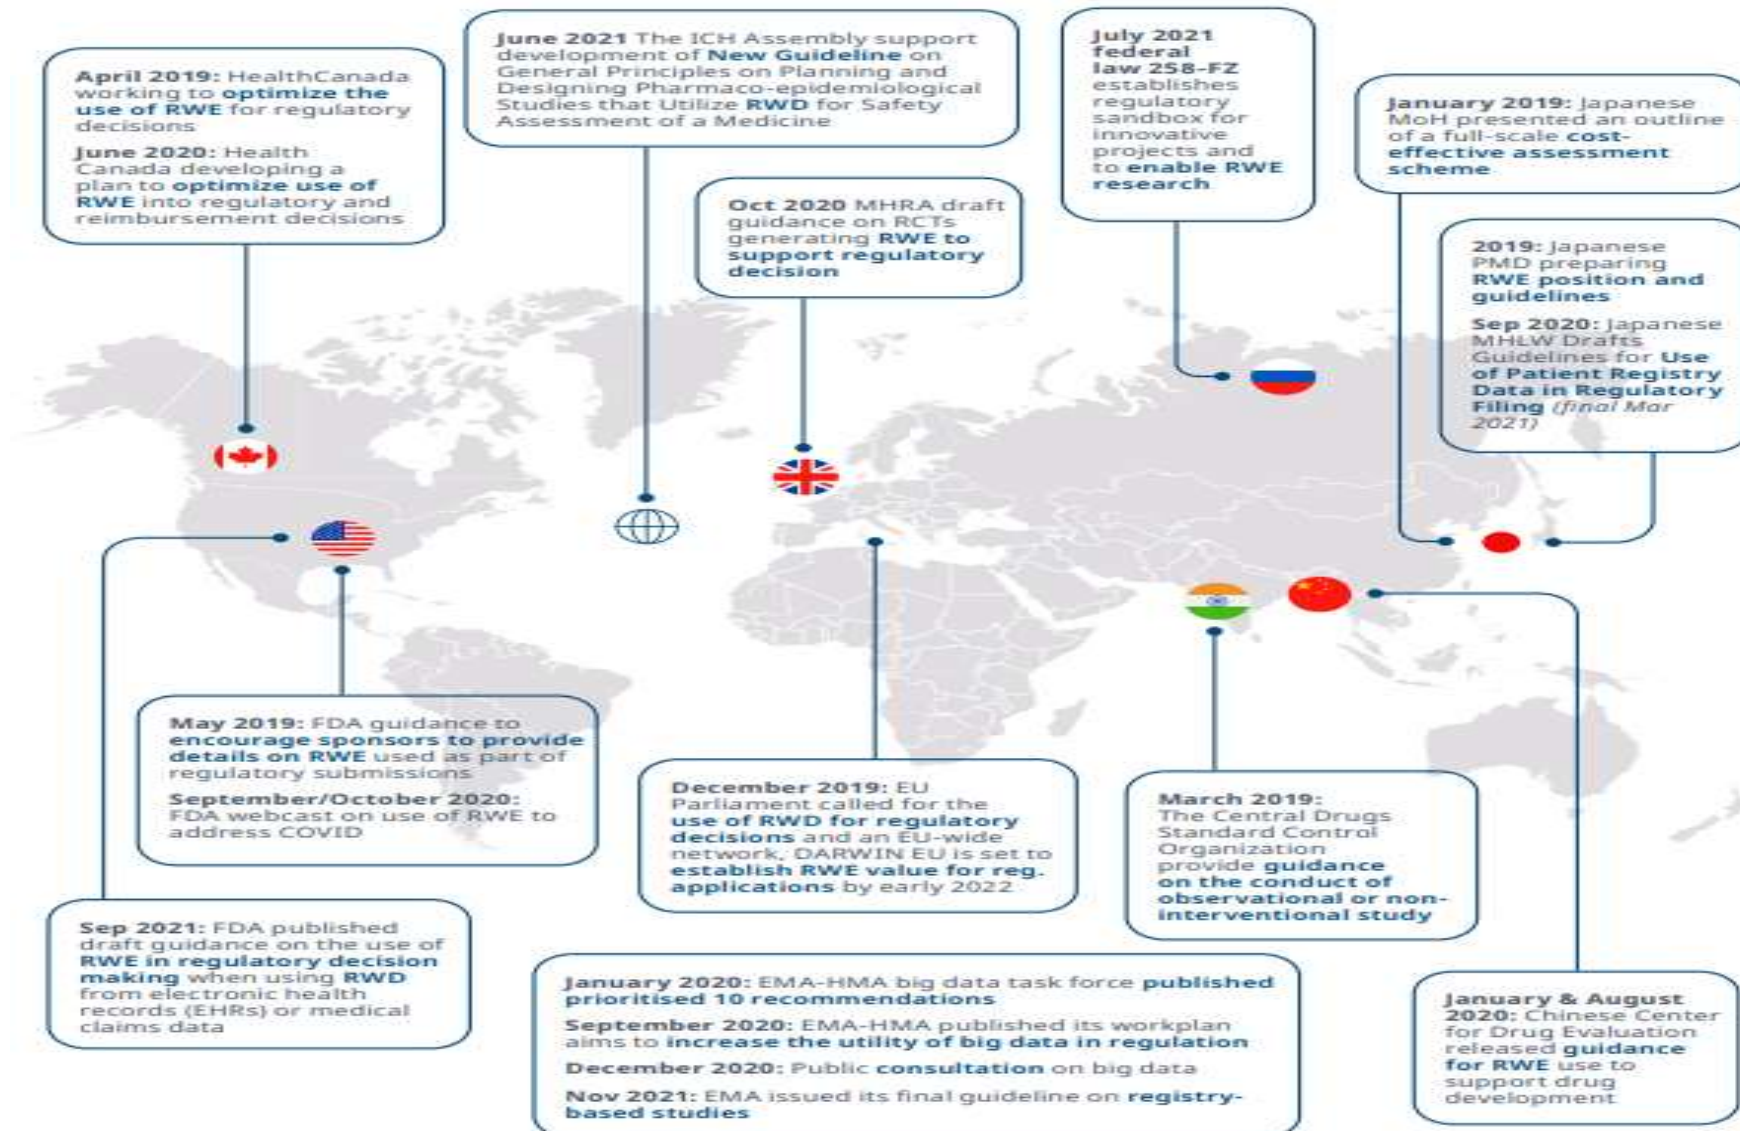 April 2019: HealthCanada
working to optimize the
use of RWE for regulatory
decisions
June 2020: Health
Canada developing a
plan to optimize use of
RWE into regulatory and
reimbursement decisions
June 2021 The ICH Assembly support
development of New Guideline on
General Principles on Planning and
Designing Pharmaco-epidemiological
Studies that Utilize RWD for Safety
Assessment of a Medicine
Oct 2020 MHRA draft
guidance on RCTs
generating RWE to
support regulatory
decision
July 2021
federal
law 258-FZ
establishes
regulatory
sandbox for
innovative
projects and
to enable RWE
research
January 2019: Japanese
MoH presented an outline
of a full-scale cost-
effective assessment
scheme
2019: Japanese
PMD preparing
RWE position and
guidelines
Sep 2020: Japanese
MHLW Drafts
Guidelines for Use
of Patient Registry
Data in Regulatory
Filing (final Mar
2021)
May 2019: FDA guidance to
encourage sponsors to provide
details on RWE used as part of
regulatory submissions
September/October 2020:
FDA webcast on use of RWE to
address COVID
Sep 2021: FDA published
draft guidance on the use of
RWE in regulatory decision
making when using RWD
from electronic health
records (EHRs) or medical
claims data
December 2019: EU
Parliament called for the
use of RWD for regulatory
decisions and an EU-wide
network, DARWIN EU is set to
establish RWE value for reg.
applications by early 2022
January 2020: EMA-HMA big data task force published
prioritised 10 recommendations
September 2020: EMA-HMA published its workplan
aims to increase the utility of big data in regulation
December 2020: Public consultation on big data
Nov 2021: EMA issued its final guideline on registry-
based studies
March 2019:
The Central Drugs
Standard Control
Organization
provide guidance
on the conduct of
observational or non-
interventional study
January & August
2020: Chinese Center
for Drug Evaluation
released guidance
for RWE use to
support drug
development